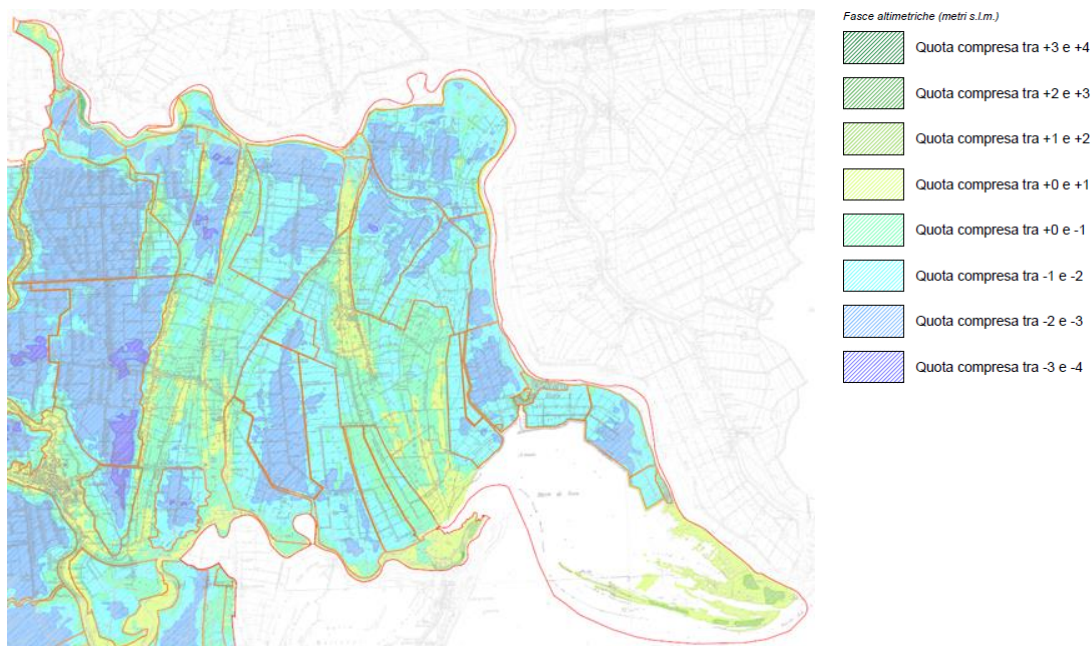 Fasce altimetriche (metri s.l.m.)
Quota compresa tra +3 e +4
Quota compresa tra +2 e +3
Quota compresa tra +1 e +2
Quota compresa tra +0 e +1
Quota compresa tra +0 e -1
Quota compresa tra -1 e -2
Quota compresa tra -2 e -3
Quota compresa tra -3 e -4